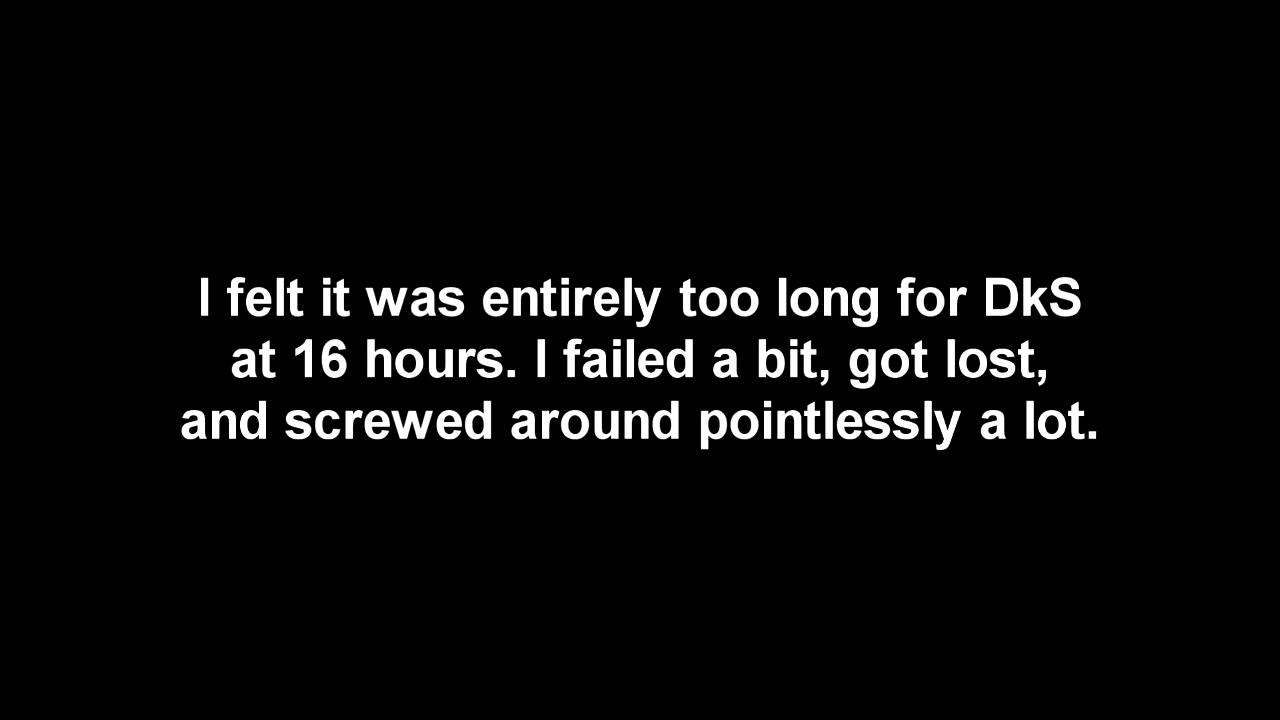 I felt it was entirely too long for DkS
at 16 hours. I failed a bit, got lost,
and screwed around pointlessly a lot.